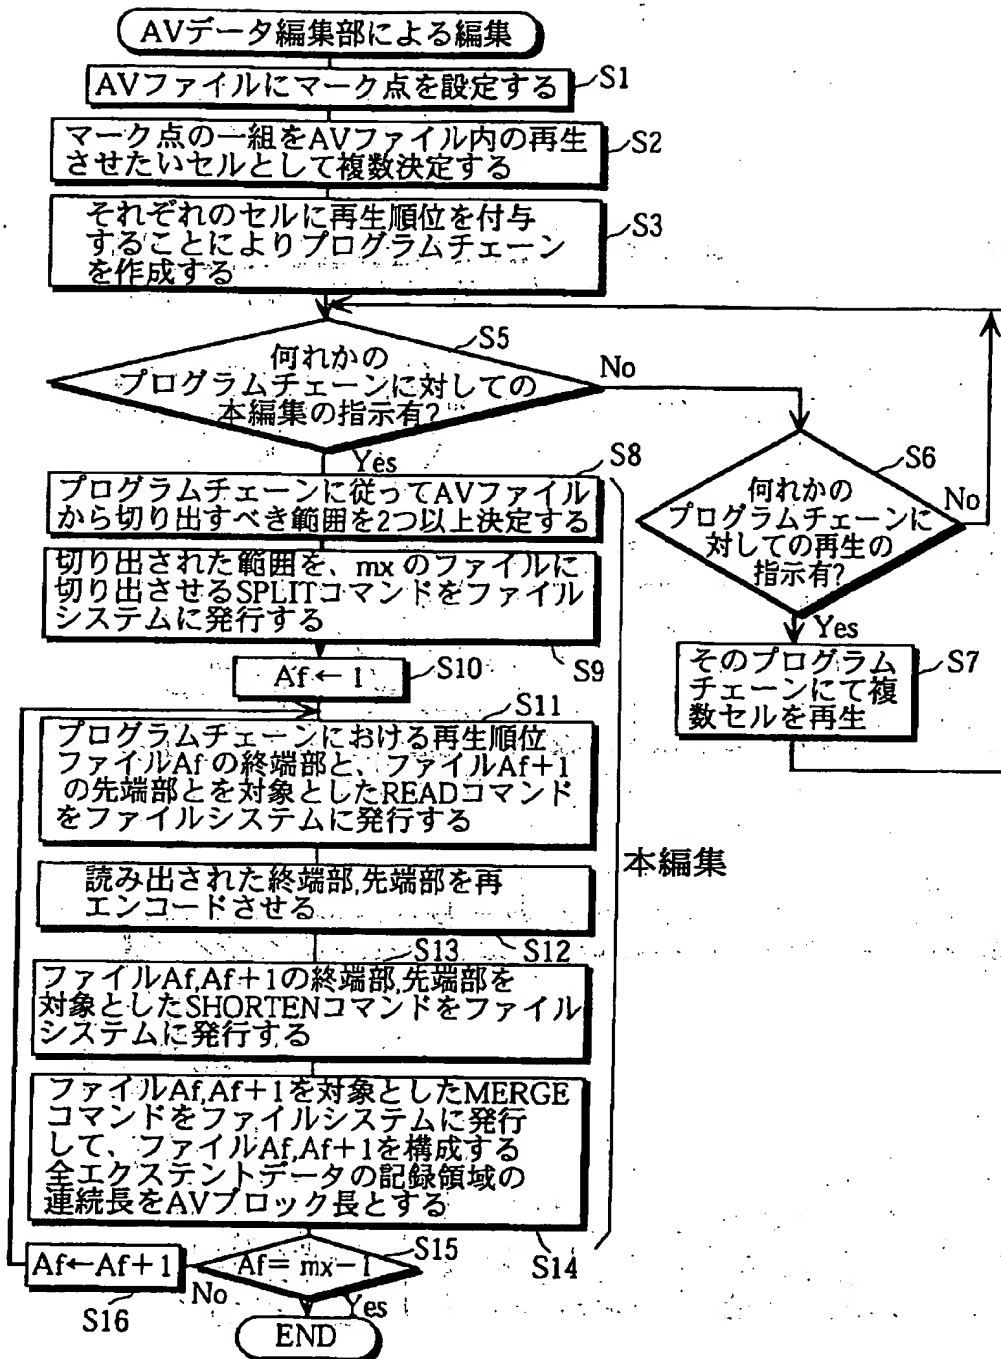 AVデータ編集部による編集
AVファイルにマーク点を設定する
S1
マーク点の一組をAVファイル内の再生
させたいセルとして複数決定する
S2
それぞれのセルに再生順位を付与
することによりプログラムチェーン
を作成する
S3
S5
何れかの
プログラムチェーンに対しての
本編集の指示有?
No
Yes
S6
何れかの
プログラムチェーンに
対しての再生の
指示有?
No
Yes
S7
そのプログラム
チェーンにて複
数セルを再生
S8
プログラムチェーンに従ってAVファイル
から切り出すべき範囲を2つ以上決定する
切り出された範囲を、mxのファイルに
切り出させるSPLITコマンドをファイル
システムに発行する
S9
Af←1
S10
S11
プログラムチェーンにおける再生順位
ファイルAfの終端部と、ファイルAf+1
の先端部とを対象としたREADコマンド
をファイルシステムに発行する
本編集
読み出された終端部,先端部を再
エンコードさせる
S12
S13
ファイルAf,Af+1の終端部,先端部を
対象としたSHORTENコマンドをファイル
システムに発行する
ファイルAf,Af+1を対象としたMERGE
コマンドをファイルシステムに発行
して、ファイルAf,Af+1を構成する
全エクステントデータの記録領域の
連続長をAVブロック長とする
S14
S15
Af=mx-1
No
Yes
Af←Af+1
S16
END